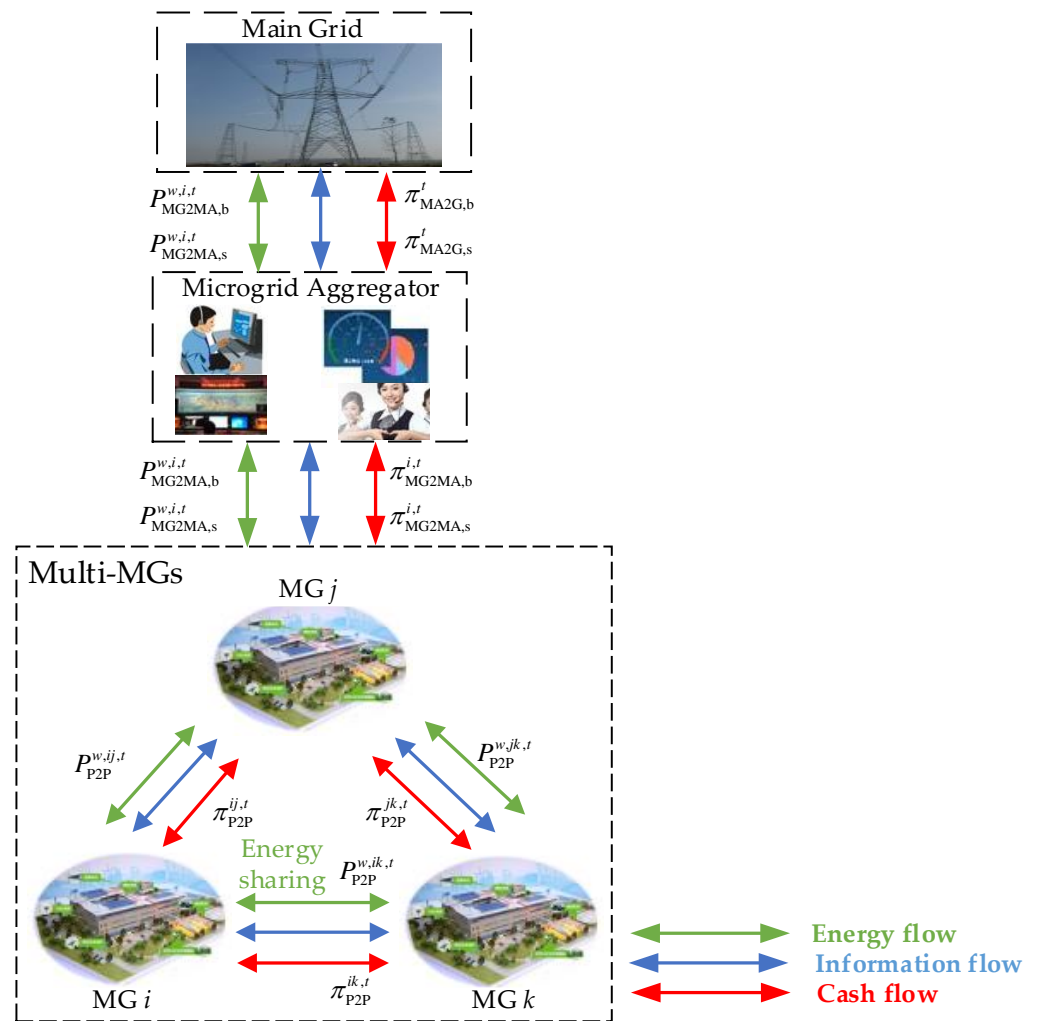 Main Grid
P^{w,i,t}_{MG2MA,b}
π^{t}_{MA2G,b}
P^{w,i,t}_{MG2MA,s}
π^{t}_{MA2G,s}
Microgrid Aggregator
P^{w,i,t}_{MG2MA,b}
π^{i,t}_{MG2MA,b}
P^{w,i,t}_{MG2MA,s}
π^{i,t}_{MG2MA,s}
Multi-MGs
MG j
P^{w,ij,t}_{P2P}
P^{w,jk,t}_{P2P}
π^{ij,t}_{P2P}
π^{jk,t}_{P2P}
Energy
sharing
P^{w,ik,t}_{P2P}
π^{ik,t}_{P2P}
MG i
MG k
Energy flow
Information flow
Cash flow